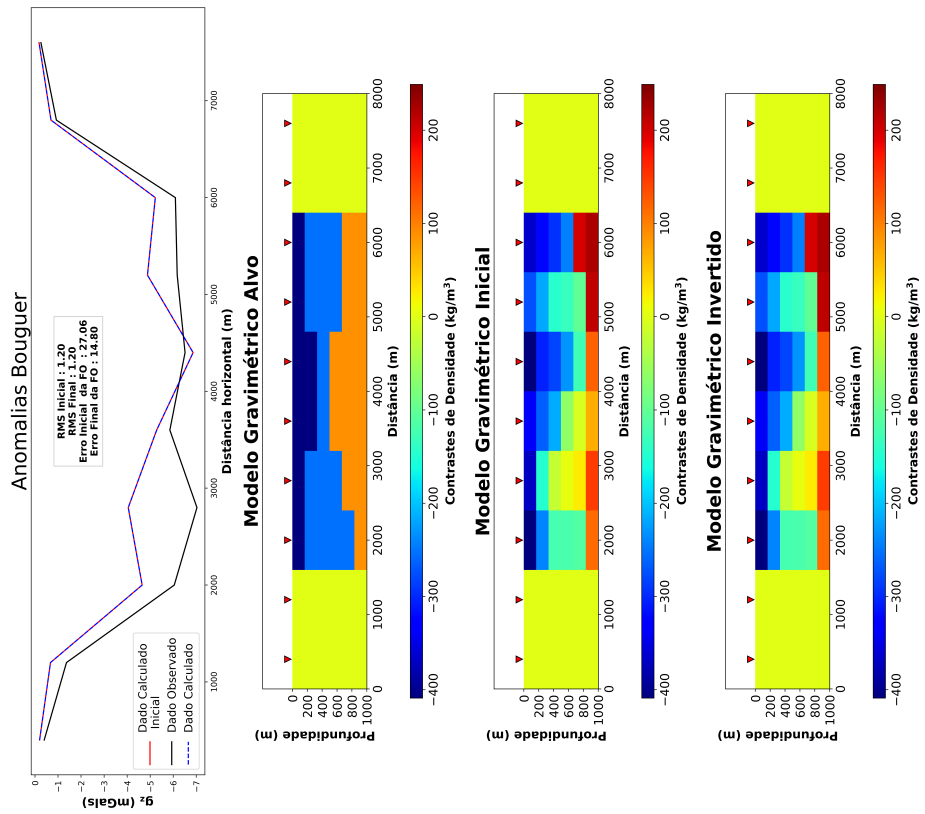 Anomalias Bouguer
RMS Inicial : 1.20
RMS Final : 1.20
Erro Inicial da FO : 27.06
Erro Final da FO : 14.80
0
−1
−2
−3
−4
−5
−6
−7
g_z (mGals)
Dado Calculado
Inicial
Dado Observado
Dado Calculado
1000 2000 3000 4000 5000 6000 7000
Distância horizontal (m)
Modelo Gravimétrico Alvo
0
200
400
600
800
1000
Profundidade (m)
0 1000 2000 3000 4000 5000 6000 7000 8000
Distância (m)
−400 −300 −200 −100 0 100 200
Contrastes de Densidade (kg/m³)
Modelo Gravimétrico Inicial
0
200
400
600
800
1000
Profundidade (m)
0 1000 2000 3000 4000 5000 6000 7000 8000
Distância (m)
−400 −300 −200 −100 0 100 200
Contrastes de Densidade (kg/m³)
Modelo Gravimétrico Invertido
0
200
400
600
800
1000
Profundidade (m)
0 1000 2000 3000 4000 5000 6000 7000 8000
Distância (m)
−400 −300 −200 −100 0 100 200
Contrastes de Densidade (kg/m³)